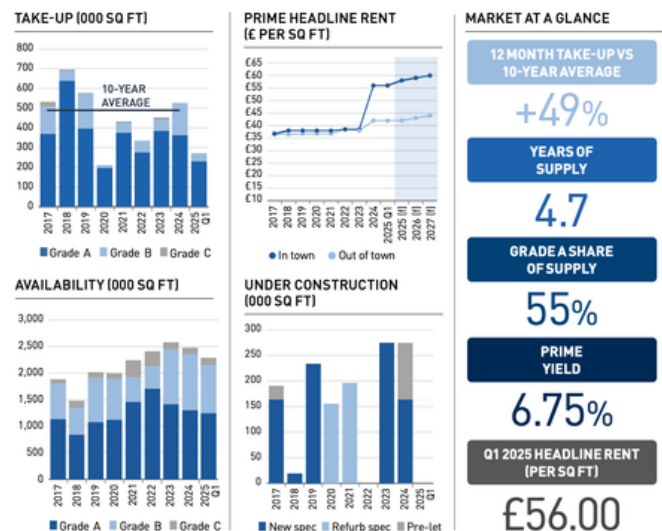 TAKE-UP (000 SQ FT)
800
700
600
500
400
300
200
100
0
10-YEAR
AVERAGE
2017
2018
2019
2020
2021
2022
2023
2024
2025 Q1
Grade A Grade B Grade C
PRIME HEADLINE RENT
(£ PER SQ FT)
£65
£60
£55
£50
£45
£40
£35
£30
£25
£20
£15
£10
2017
2018
2019
2020
2021
2022
2023
2024
2025 Q1
2025 (f)
2026 (f)
2027 (f)
In town Out of town
AVAILABILITY (000 SQ FT)
3,000
2,500
2,000
1,500
1,000
500
0
2017
2018
2019
2020
2021
2022
2023
2024
2025 Q1
Grade A Grade B Grade C
UNDER CONSTRUCTION
(000 SQ FT)
300
250
200
150
100
50
0
2017
2018
2019
2020
2021
2022
2023
2024
2025 Q1
New spec Refurb spec Pre-let
MARKET AT A GLANCE
12 MONTH TAKE-UP VS
10-YEAR AVERAGE
+49%
YEARS OF
SUPPLY
4.7
GRADE A SHARE
OF SUPPLY
55%
PRIME
YIELD
6.75%
Q1 2025 HEADLINE RENT
(PER SQ FT)
£56.00